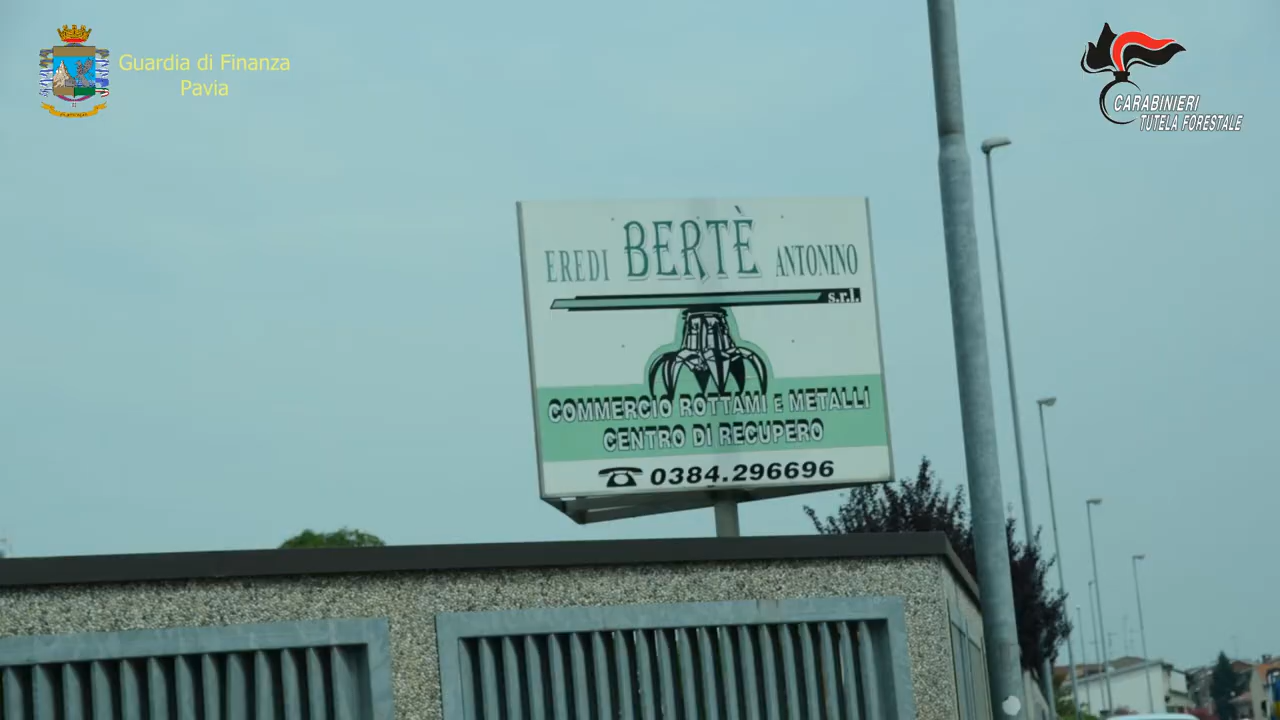 Guardia di Finanza
Pavia
CARABINIERI
TUTELA FORESTALE
EREDI BERTÈ ANTONINO
s.r.l.
COMMERCIO ROTTAMI E METALLI
CENTRO DI RECUPERO
0384.296696